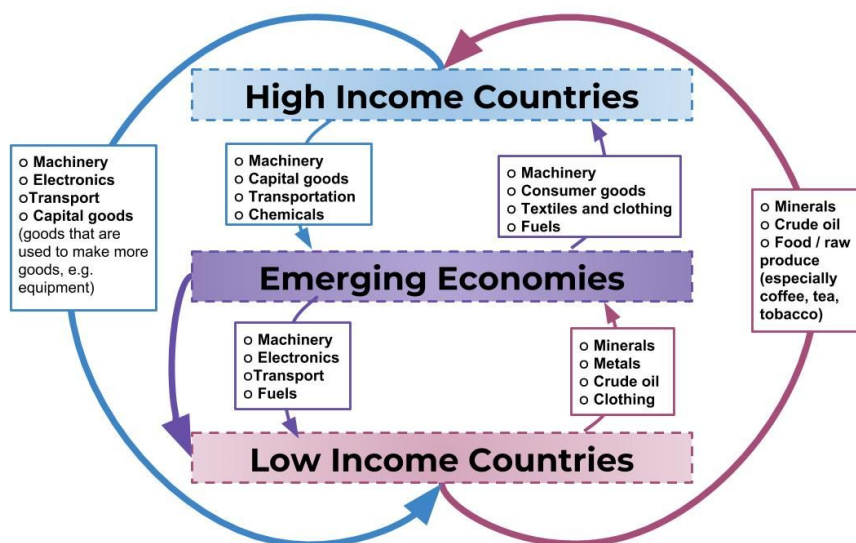 High Income Countries
o Machinery
o Electronics
oTransport
o Capital goods
(goods that are
used to make more
goods, e.g.
equipment)
o Machinery
o Capital goods
o Transportation
o Chemicals
o Machinery
o Consumer goods
o Textiles and clothing
o Fuels
o Minerals
o Crude oil
o Food / raw
produce
(especially
coffee, tea,
tobacco)
Emerging Economies
o Machinery
o Electronics
oTransport
o Fuels
o Minerals
o Metals
o Crude oil
o Clothing
Low Income Countries